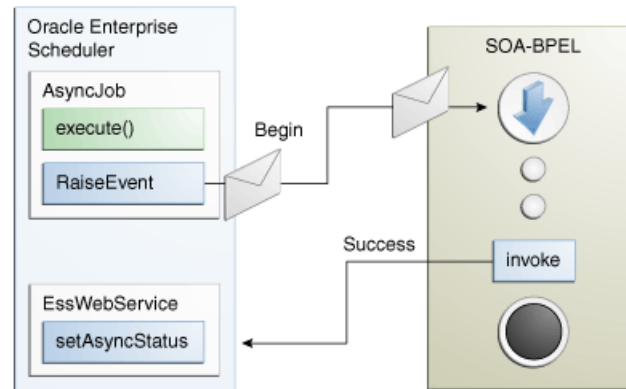 Oracle Enterprise
Scheduler
AsyncJob
execute()
RaiseEvent
Begin
SOA-BPEL
Success
invoke
EssWebService
setAsyncStatus